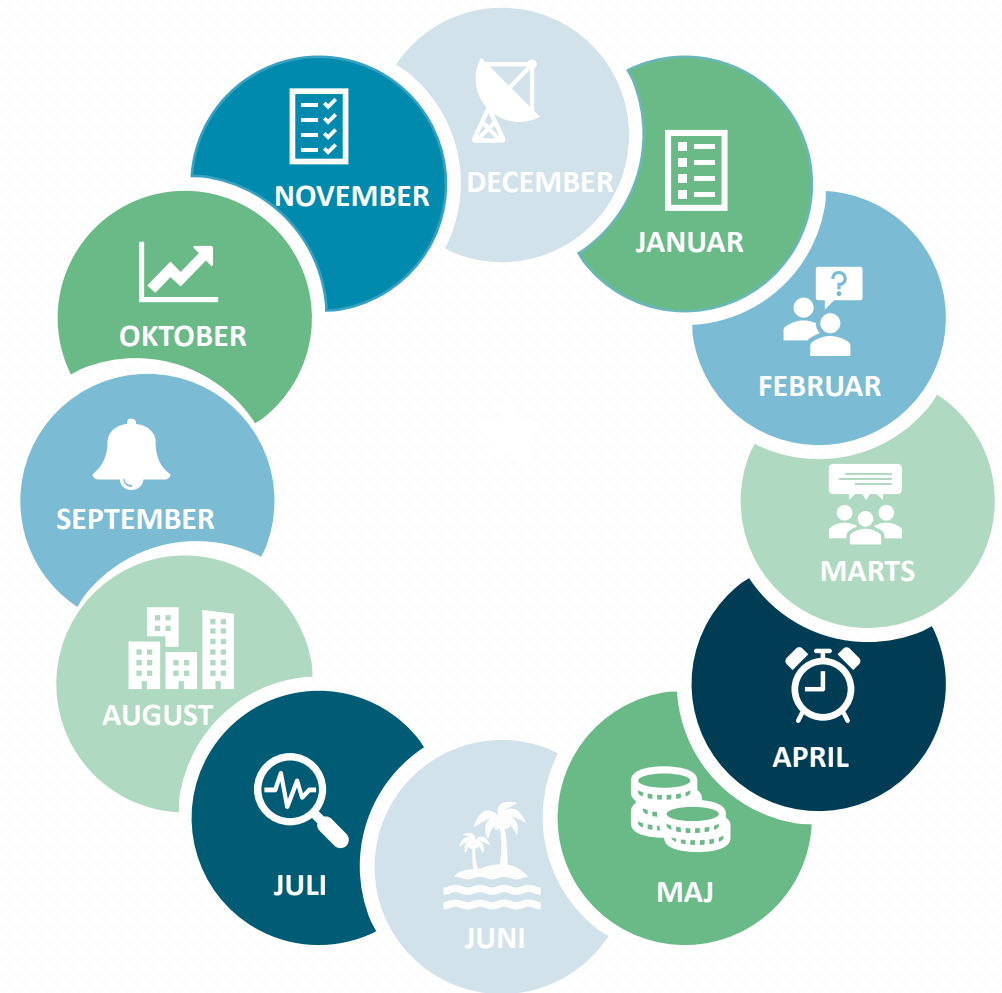 JANUAR
?
FEBRUAR
MARTS
APRIL
MAJ
JUNI
JULI
AUGUST
SEPTEMBER
OKTOBER
NOVEMBER
DECEMBER